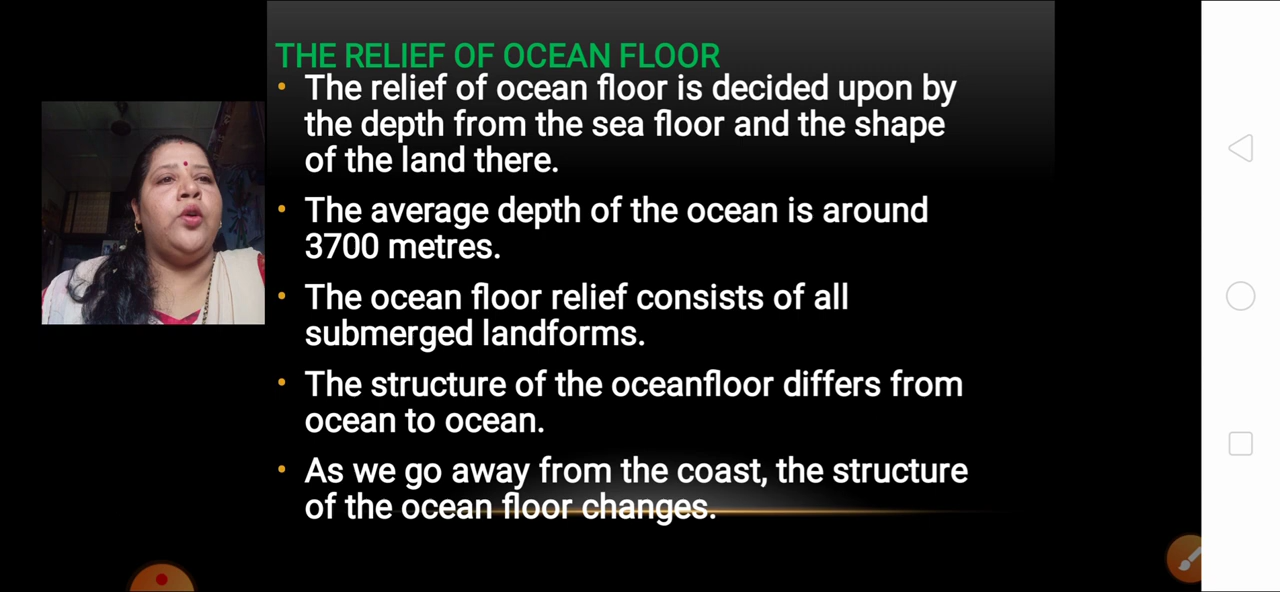 THE RELIEF OF OCEAN FLOOR
• The relief of ocean floor is decided upon by
the depth from the sea floor and the shape
of the land there.
• The average depth of the ocean is around
3700 metres.
• The ocean floor relief consists of all
submerged landforms.
• The structure of the oceanfloor differs from
ocean to ocean.
• As we go away from the coast, the structure
of the ocean floor changes.